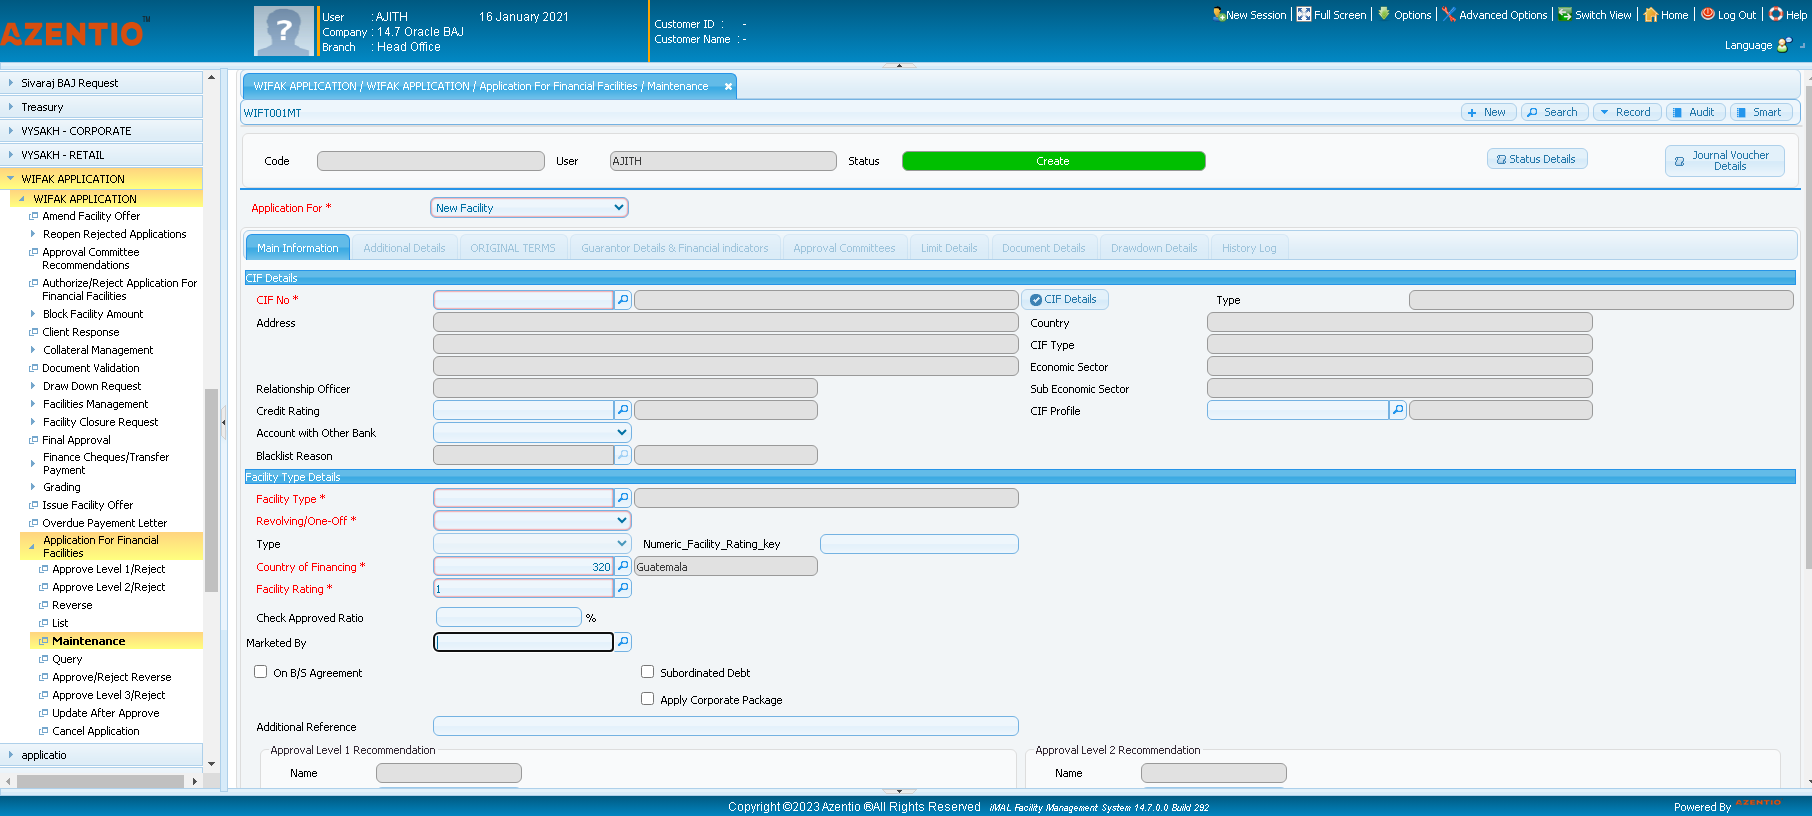 AZENTIO™
User : AJITH 16 January 2021
Company : 14.7 Oracle BAJ
Branch : Head Office
Customer ID : -
Customer Name : -
New Session Full Screen Options Advanced Options Switch View Home Log Out Help
Language
Sivaraj BAJ Request
Treasury
VYSAKH - CORPORATE
VYSAKH - RETAIL
WIFAK APPLICATION
WIFAK APPLICATION
Amend Facility Offer
Reopen Rejected Applications
Approval Committee
Recommendations
Authorize/Reject Application For
Financial Facilities
Block Facility Amount
Client Response
Collateral Management
Document Validation
Draw Down Request
Facilities Management
Facility Closure Request
Final Approval
Finance Cheques/Transfer
Payment
Grading
Issue Facility Offer
Overdue Payement Letter
Application For Financial
Facilities
Approve Level 1/Reject
Approve Level 2/Reject
Reverse
List
Maintenance
Query
Approve/Reject Reverse
Approve Level 3/Reject
Update After Approve
Cancel Application
applicatio
WIFAK APPLICATION / WIFAK APPLICATION / Application For Financial Facilities / Maintenance
WIFT001MT
New Search Record Audit Smart
Code User AJITH Status Create Status Details
Journal Voucher
Details
Application For * New Facility
Main Information Additional Details ORIGINAL TERMS Guarantor Details & Financial indicators Approval Committees Limit Details Document Details Drawdown Details History Log
CIF Details
CIF No * CIF Details Type
Address Country
CIF Type
Economic Sector
Relationship Officer Sub Economic Sector
Credit Rating CIF Profile
Account with Other Bank
Blacklist Reason
Facility Type Details
Facility Type *
Revolving/One-Off *
Type Numeric_Facility_Rating_key
Country of Financing * 320 Guatemala
Facility Rating * 1
Check Approved Ratio %
Marketed By
On B/S Agreement Subordinated Debt
Apply Corporate Package
Additional Reference
Approval Level 1 Recommendation Approval Level 2 Recommendation
Name Name
Copyright ©2023 Azentio ®All Rights Reserved iMAL Facility Management System 14.7.0.0 Build 292
Powered By AZENTIO